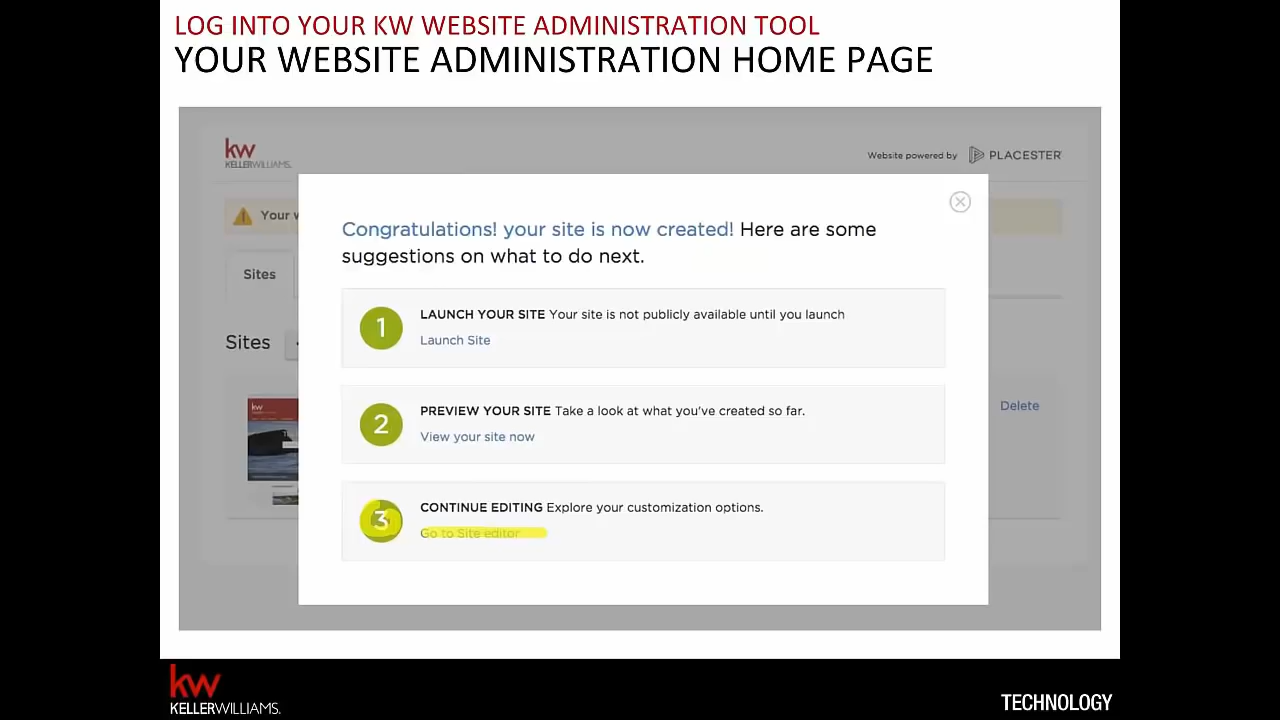 LOG INTO YOUR KW WEBSITE ADMINISTRATION TOOL
YOUR WEBSITE ADMINISTRATION HOME PAGE
kw
KELLERWILLIAMS.
Website powered by PLACESTER
Your w
Congratulations! your site is now created! Here are some
suggestions on what to do next.
Sites
1
LAUNCH YOUR SITE Your site is not publicly available until you launch
Launch Site
Sites
kw
2
PREVIEW YOUR SITE Take a look at what you've created so far.
View your site now
Delete
3
CONTINUE EDITING Explore your customization options.
Go to Site editor
kw
KELLERWILLIAMS.
TECHNOLOGY